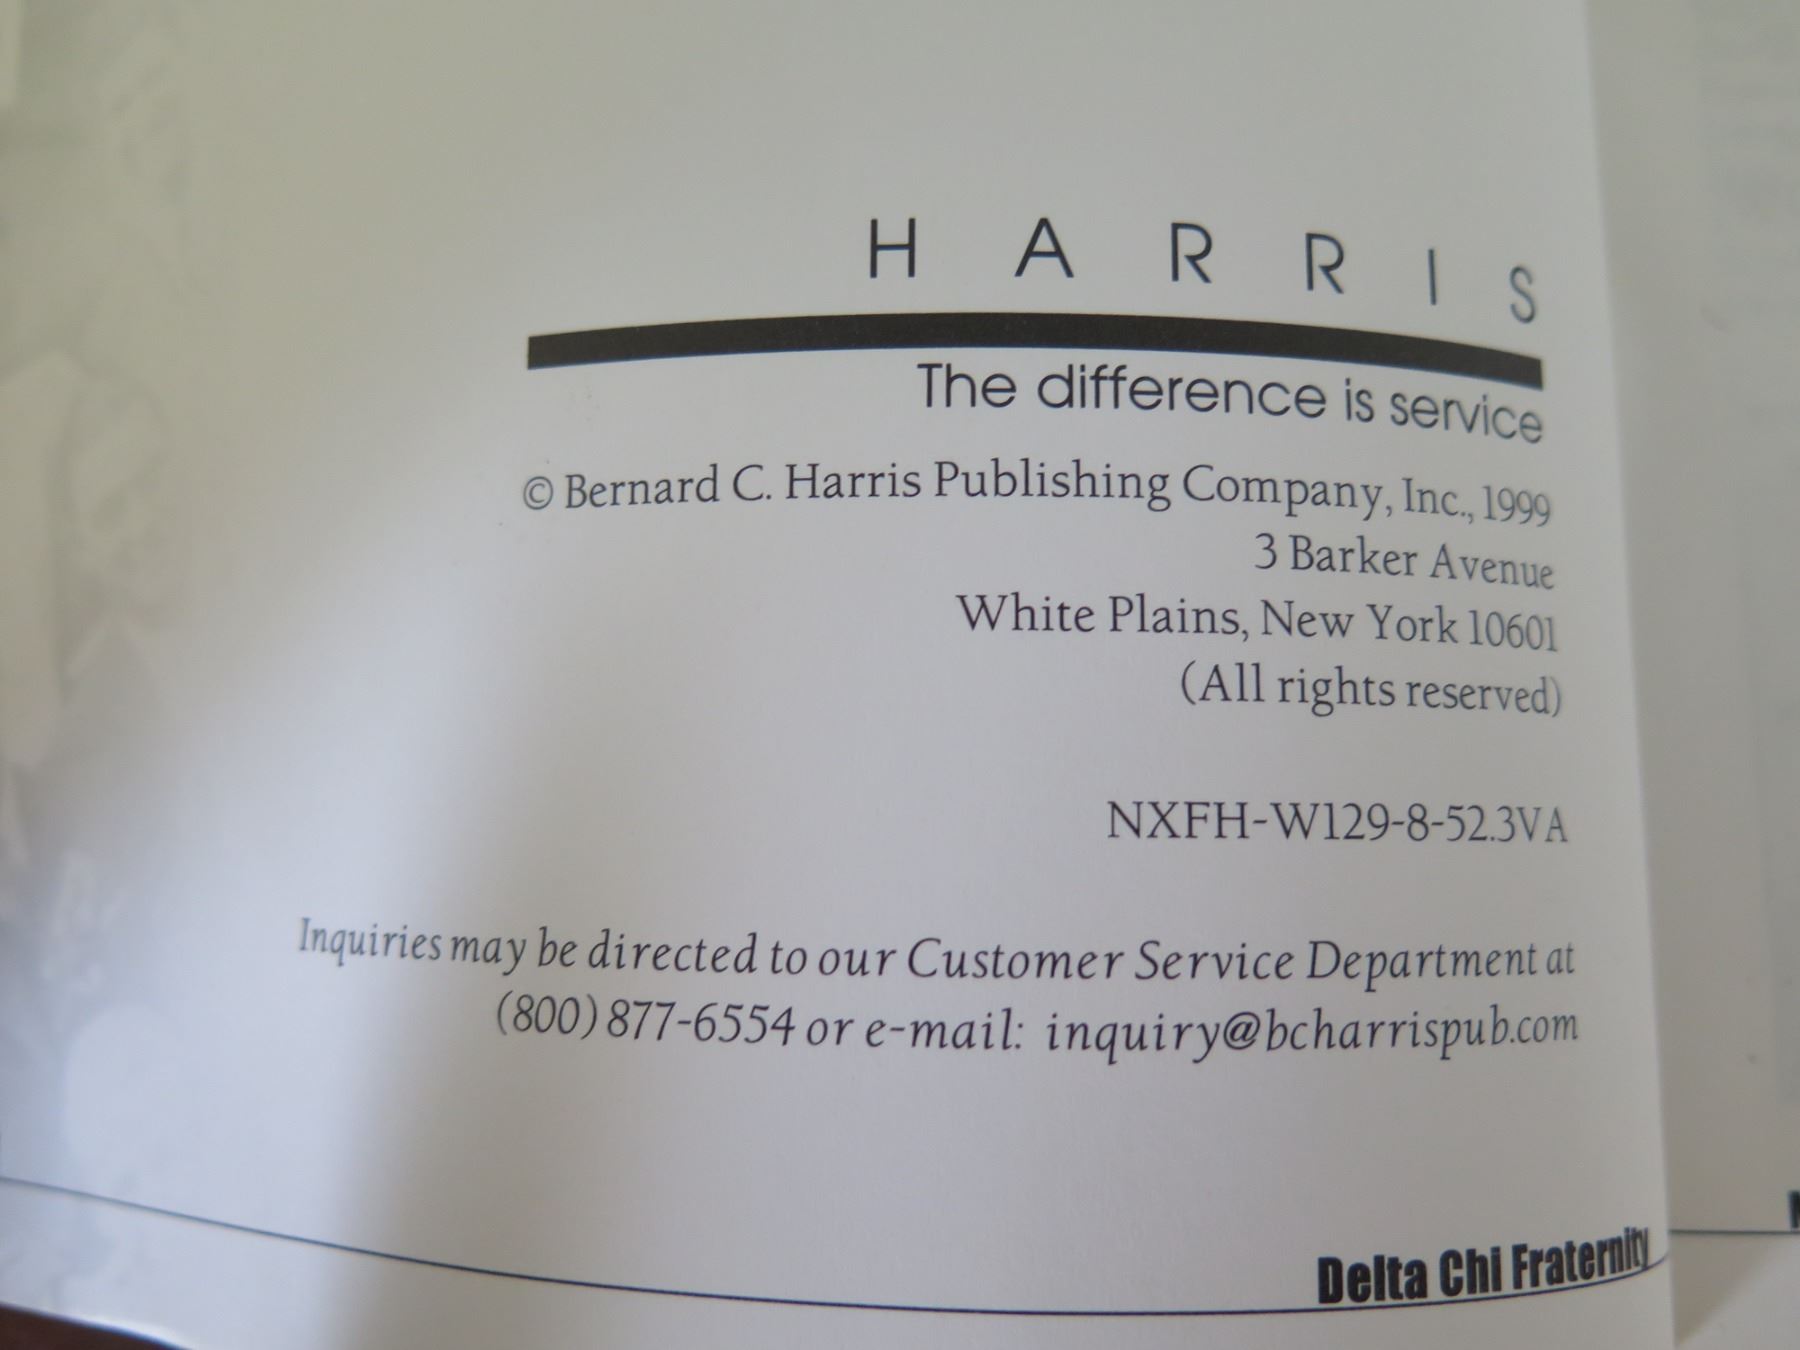 HARRIS
The difference is service
© Bernard C. Harris Publishing Company, Inc., 1999
3 Barker Avenue
White Plains, New York 10601
(All rights reserved)
NXFH-W129-8-52.3VA
Inquiries may be directed to our Customer Service Department at
(800) 877-6554 or e-mail: inquiry@bcharrispub.com
Delta Chi Fraternity